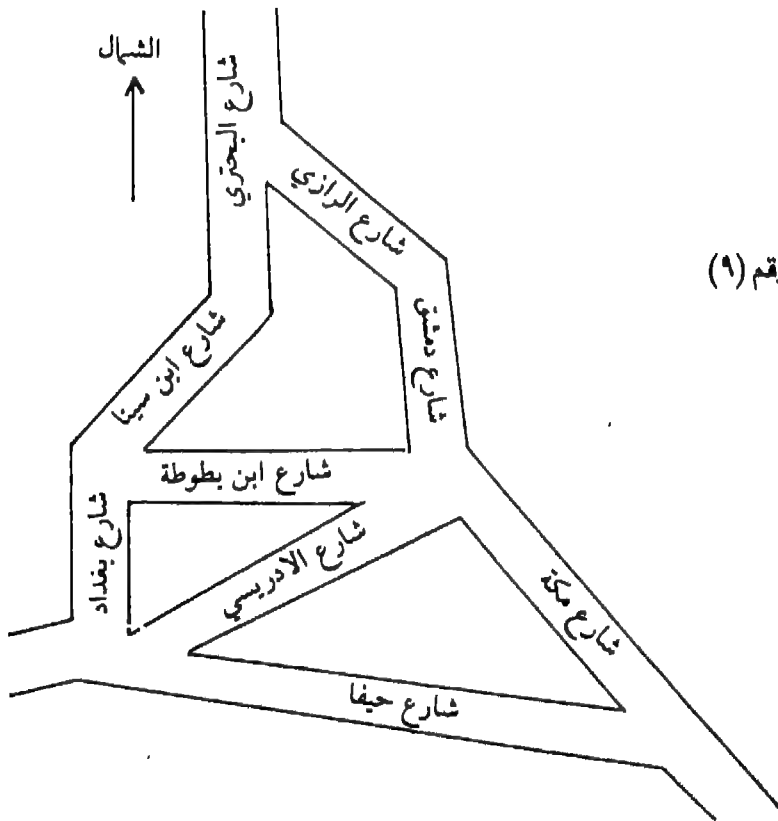 الشمال
شارع البحتري
شارع الرازي
قم (٩)
شارع دمشق
شارع ابن سينا
شارع ابن بطوطة
شارع بغداد
شارع الادريسي
شارع مكة
شارع حيفا